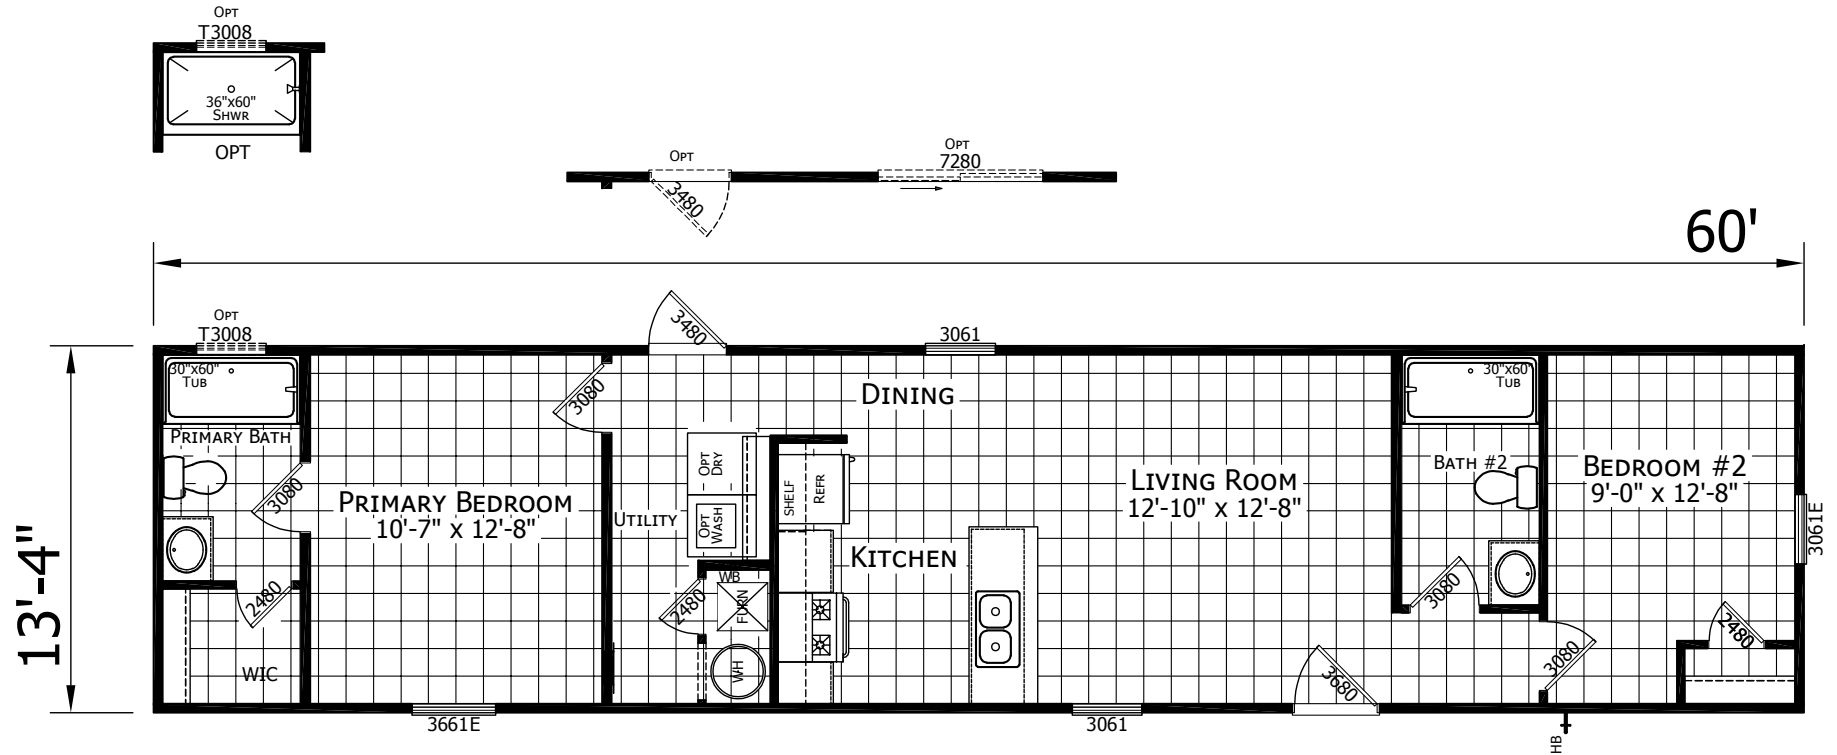 OPT
T3008
36"x60"
SHWR
OPT
OPT
3480
OPT
7280
60'
13'-4"
OPT
T3008
30"x60"
TUB
PRIMARY BATH
3080
2480
WIC
PRIMARY BEDROOM
10'-7" x 12'-8"
3661E
3080
3480
UTILITY
OPT
DRY
OPT
WASH
WB
FURN
2480
WH
3061
DINING
SHELF
REFR
KITCHEN
LIVING ROOM
12'-10" x 12'-8"
3061
3680
30"x60"
TUB
BATH #2
3080
BEDROOM #2
9'-0" x 12'-8"
3061E
2480
3080
HB